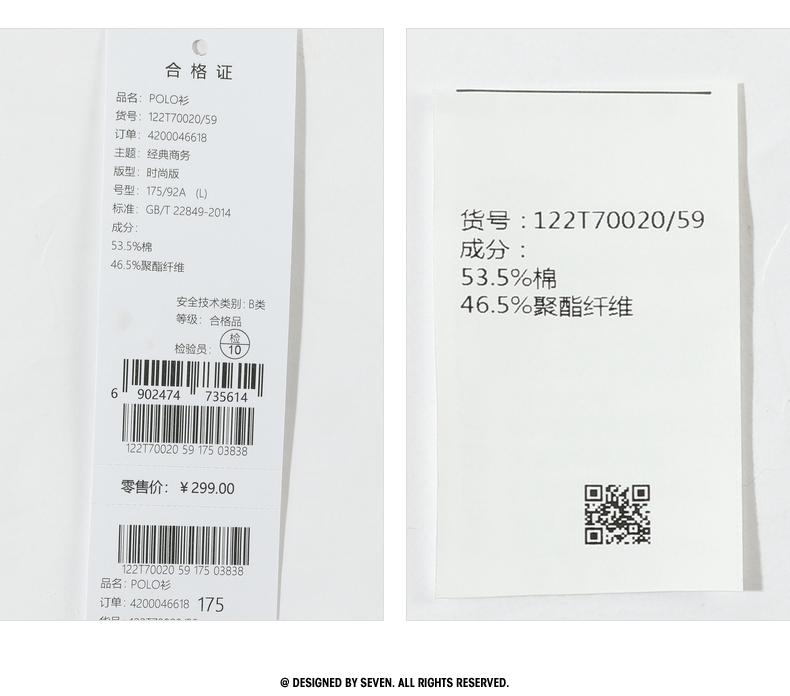 合格证
品名：POLO衫
货号：122T70020/59
订单：4200046618
主题：经典商务
版型：时尚版
号型：175/92A （L）
标准：GB/T 22849-2014
成分：
53.5%棉
46.5%聚酯纤维
安全技术类别：B类
等级：合格品
检验员：检 10
6 902474 735614
122T70020 59 175 03838
零售价：￥299.00
122T70020 59 175 03838
品名：POLO衫
订单：4200046618 175
货号：122T70020/59
成分：
53.5%棉
46.5%聚酯纤维
@ DESIGNED BY SEVEN. ALL RIGHTS RESERVED.